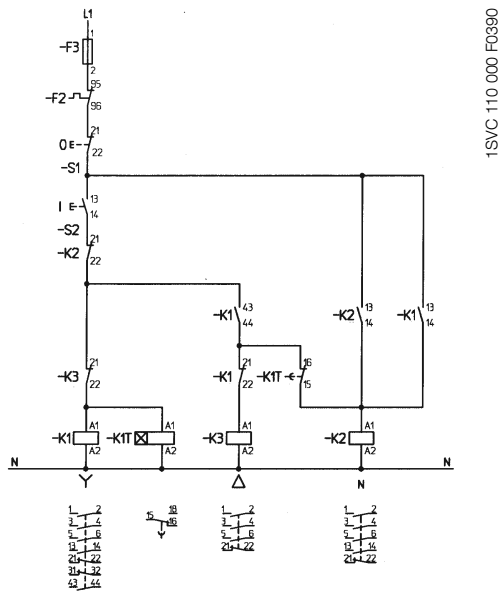 L1
1
-F3
2
95
-F2
96
21
O E--
22
-S1
13
I E--
14
-S2
21
-K2
22
43
-K1
44
13
-K2
14
13
-K1
14
21
-K3
22
21
-K1
22
16
-K1T
15
A1
-K1
A2
A1
-K1T
A2
A1
-K3
A2
A1
-K2
A2
N
N
Y
Δ
N
1 2
3 4
5 6
13 14
21 22
31 32
43 44
18
15 16
1 2
3 4
5 6
21 22
1 2
3 4
5 6
13 14
21 22
1SVC 110 000 F0390